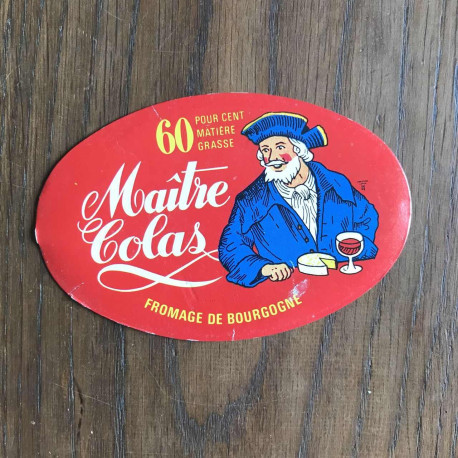 60 POUR CENT
MATIÈRE
GRASSE
Maître
Colas
FROMAGE DE BOURGOGNE